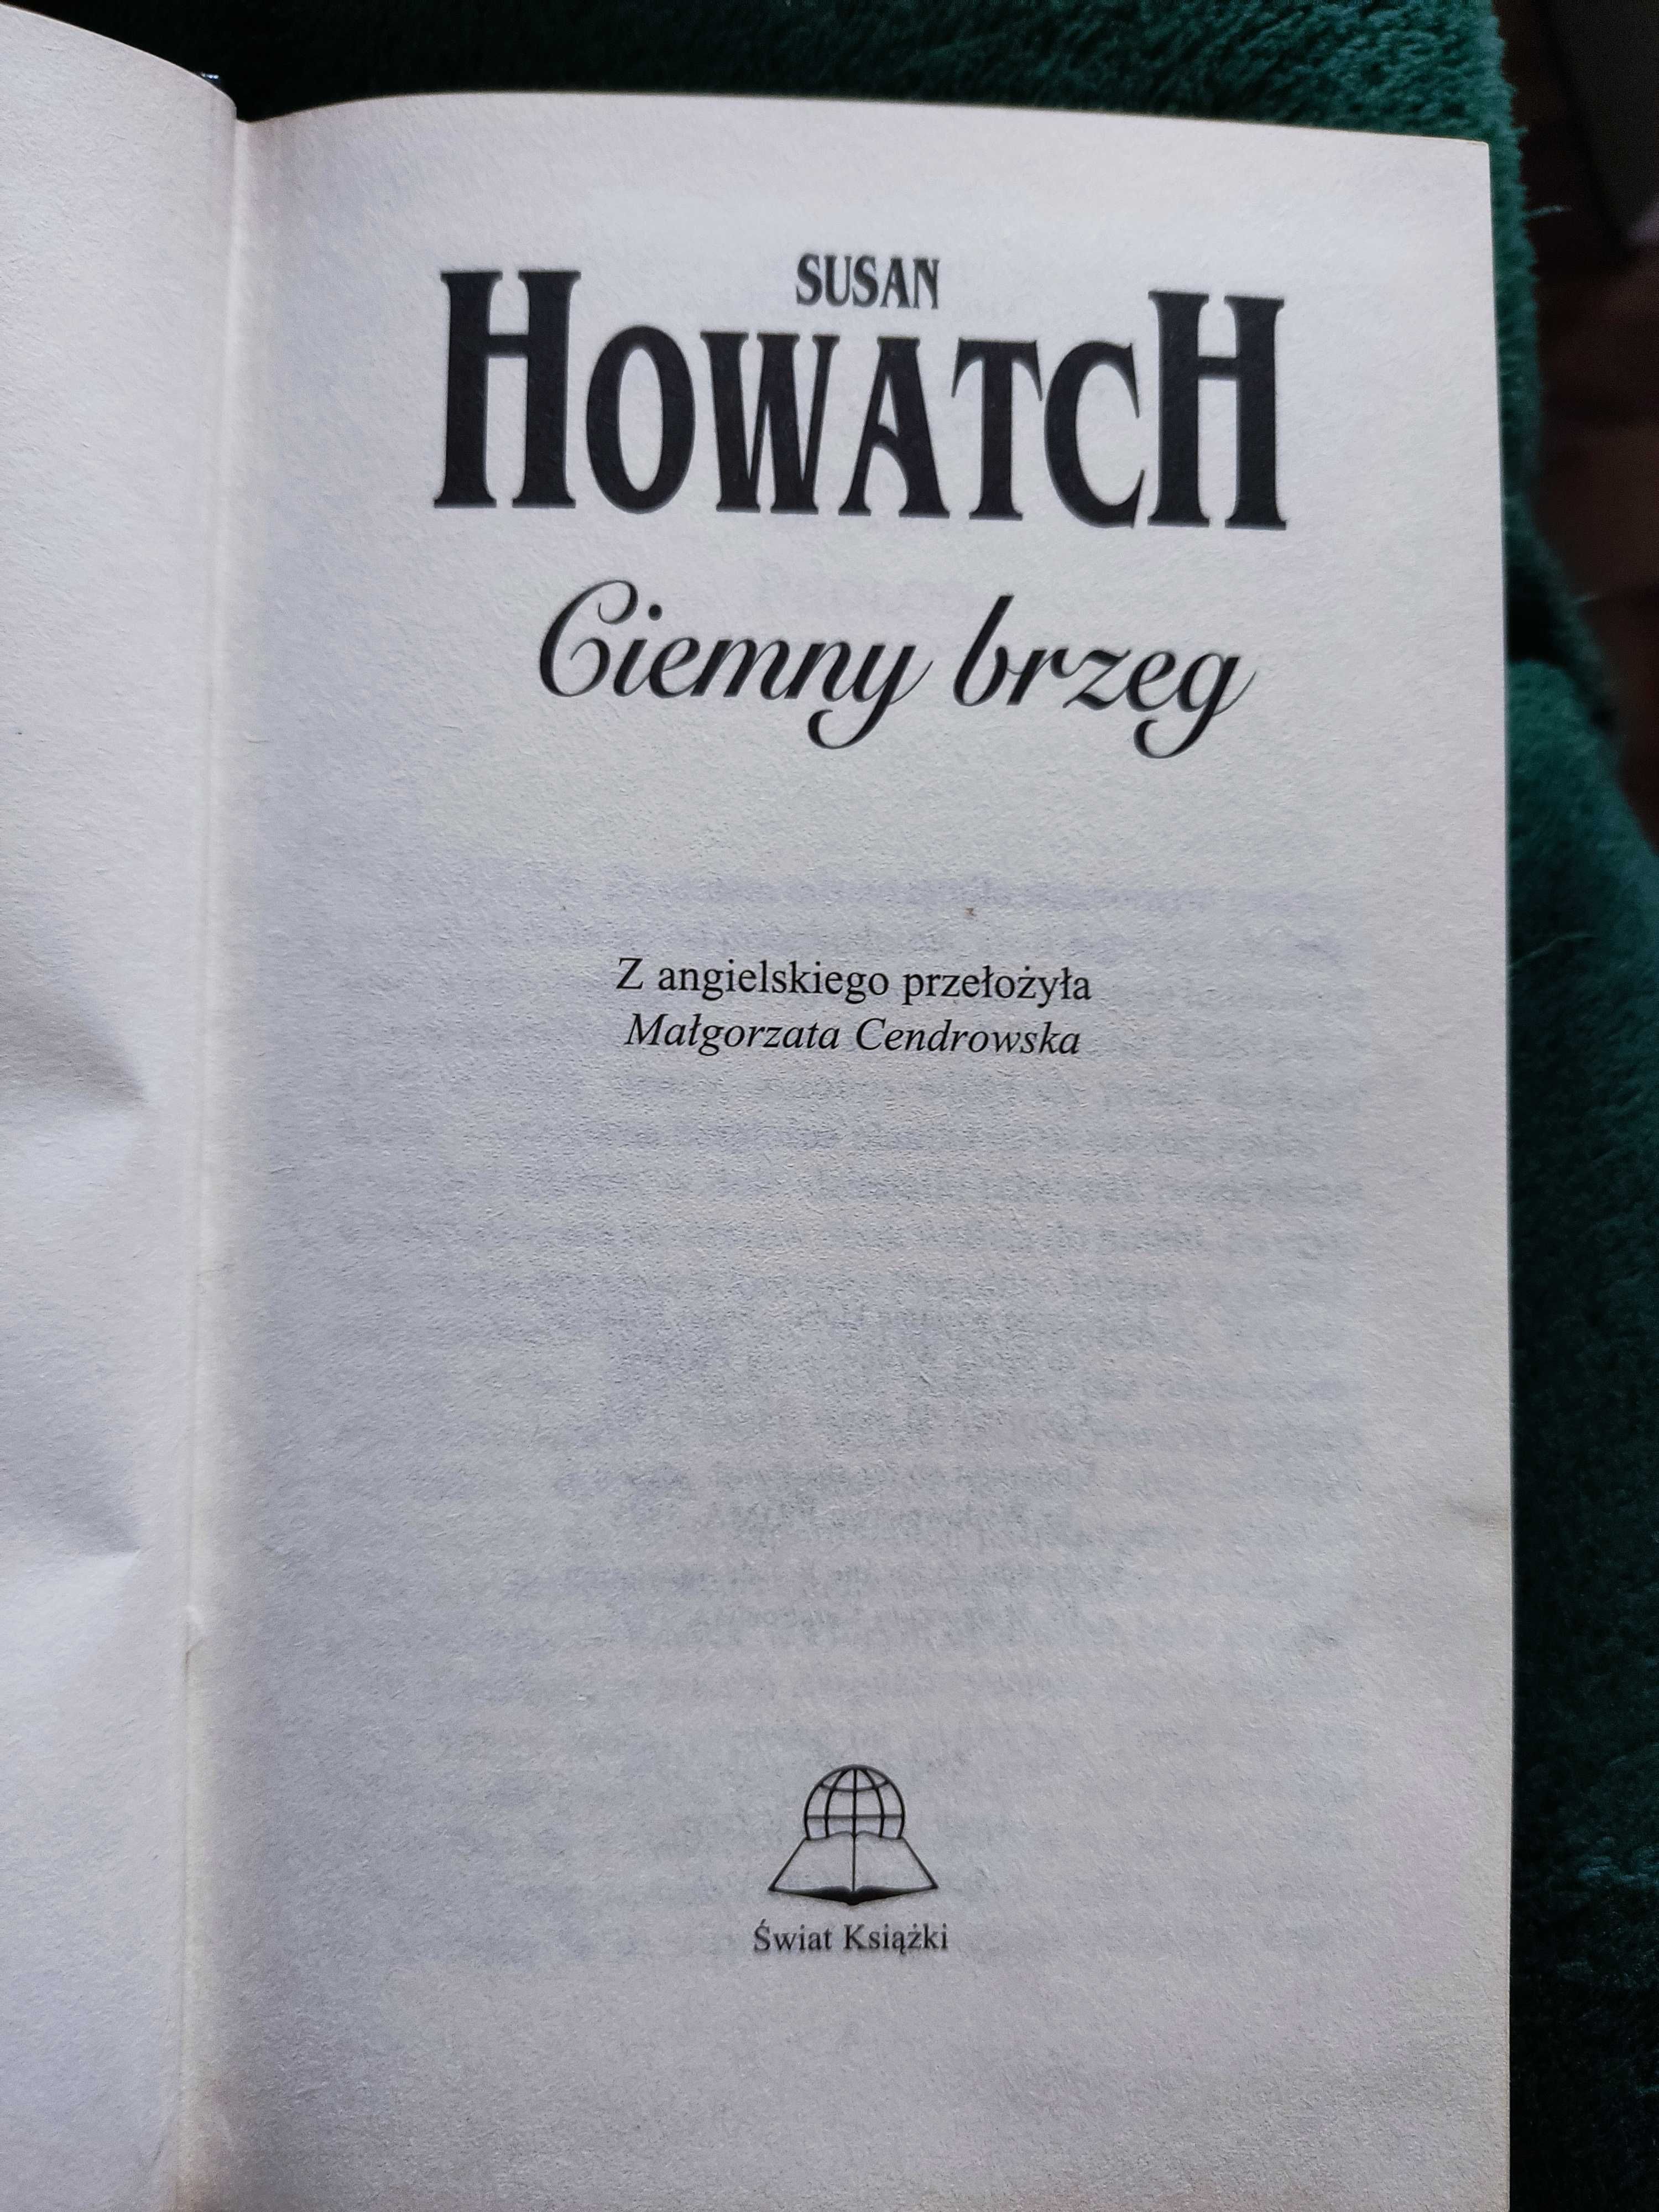 SUSAN
HOWATCH
Ciemny brzeg
Z angielskiego przełożyła
Małgorzata Cendrowska
Świat Książki